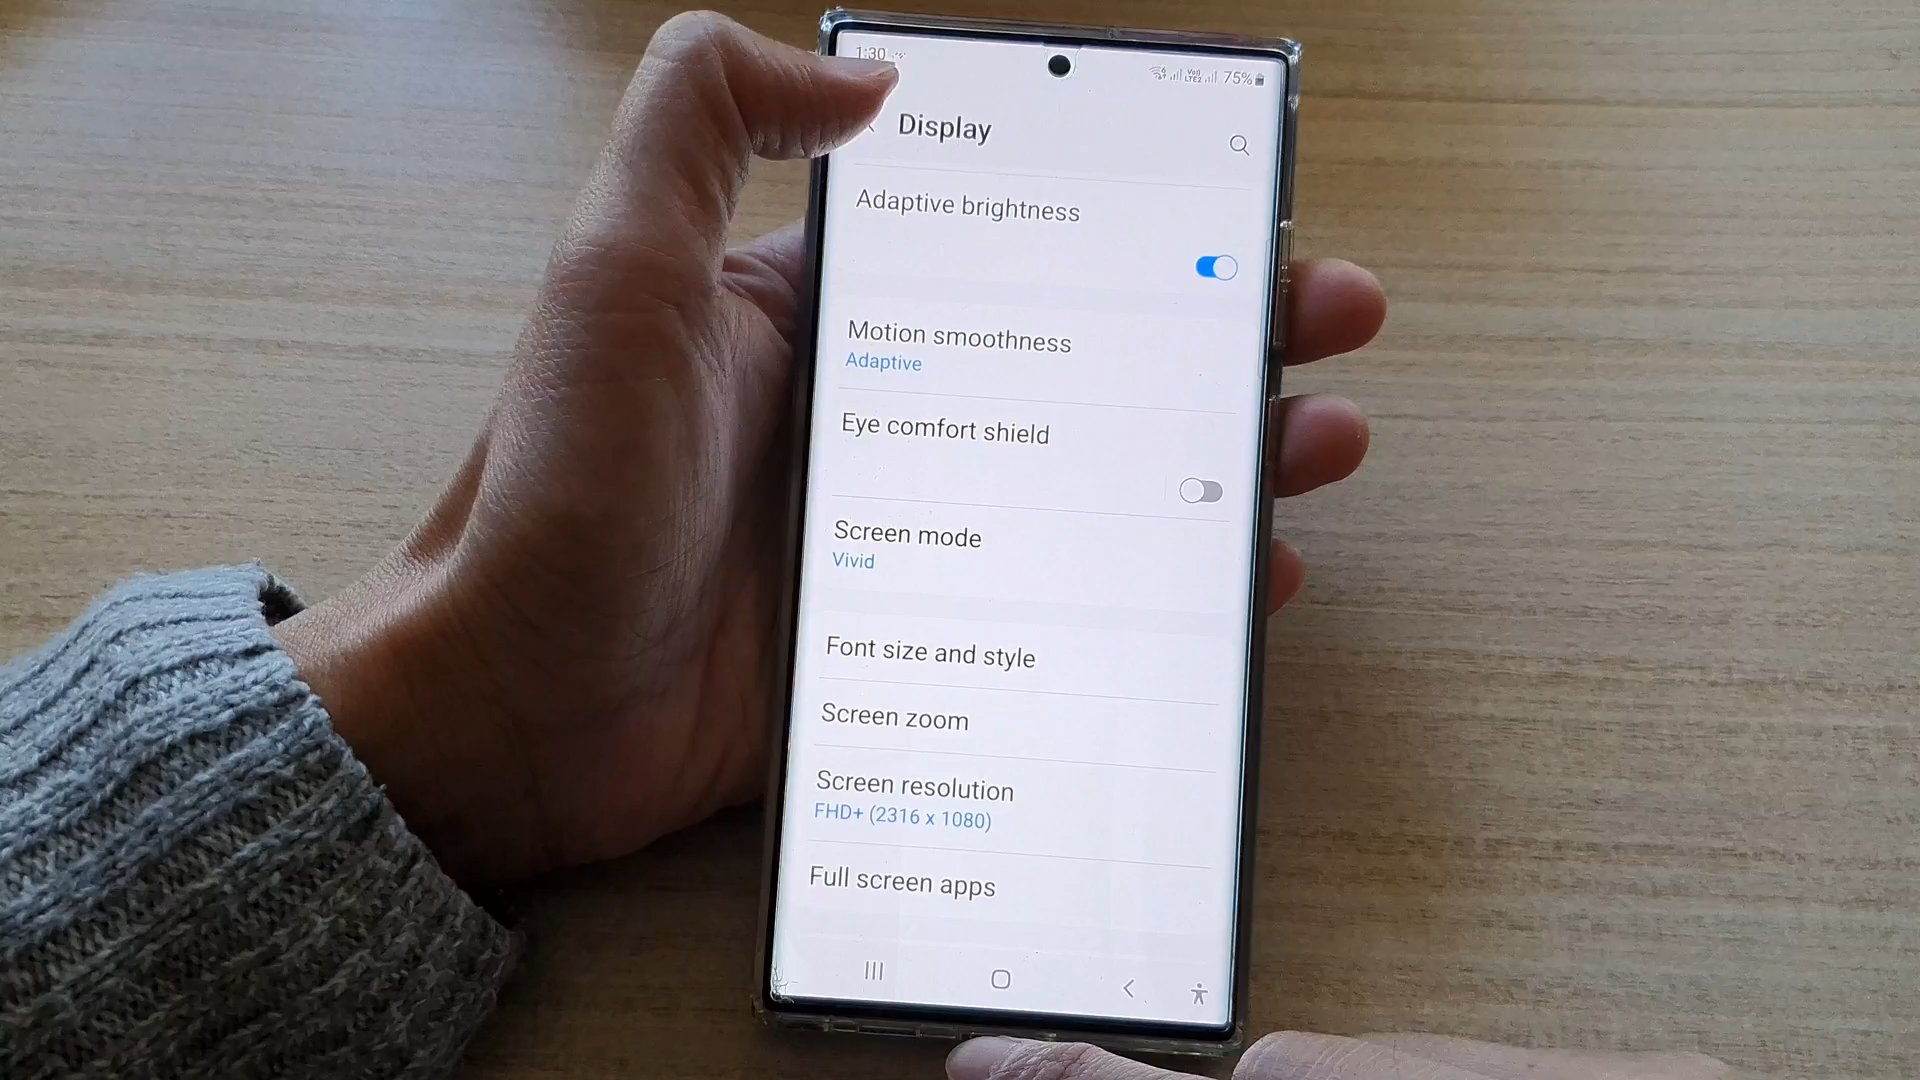 1:30
75%
Display
Adaptive brightness
Motion smoothness
Adaptive
Eye comfort shield
Screen mode
Vivid
Font size and style
Screen zoom
Screen resolution
FHD+ (2316 x 1080)
Full screen apps